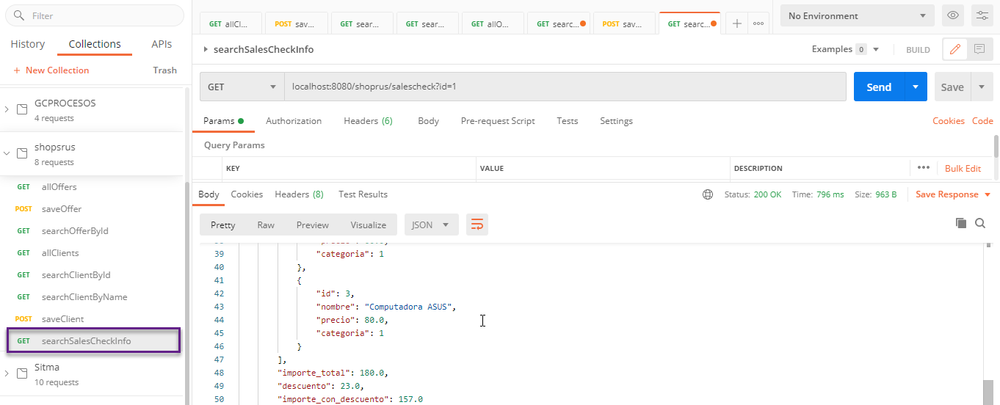 Filter
History Collections APIs
+ New Collection Trash
GCPROCESOS
4 requests
shopsrus
8 requests
GET allOffers
POST saveOffer
GET searchOfferById
GET allClients
GET searchClientById
GET searchClientByName
POST saveClient
GET searchSalesCheckInfo
Sitma
10 requests
GET allCl... POST sav... GET sear... GET sear... GET allO... GET searc... POST sav... GET searc... + ••• No Environment
searchSalesCheckInfo Examples 0 BUILD
GET localhost:8080/shoprus/salescheck?id=1 Send Save
Params Authorization Headers (6) Body Pre-request Script Tests Settings Cookies Code
Query Params
KEY VALUE DESCRIPTION ••• Bulk Edit
Body Cookies Headers (8) Test Results Status: 200 OK Time: 796 ms Size: 963 B Save Response
Pretty Raw Preview Visualize JSON
39 "categoria": 1
40 },
41 {
42 "id": 3,
43 "nombre": "Computadora ASUS",
44 "precio": 80.0,
45 "categoria": 1
46 }
47 ],
48 "importe_total": 180.0,
49 "descuento": 23.0,
50 "importe_con_descuento": 157.0